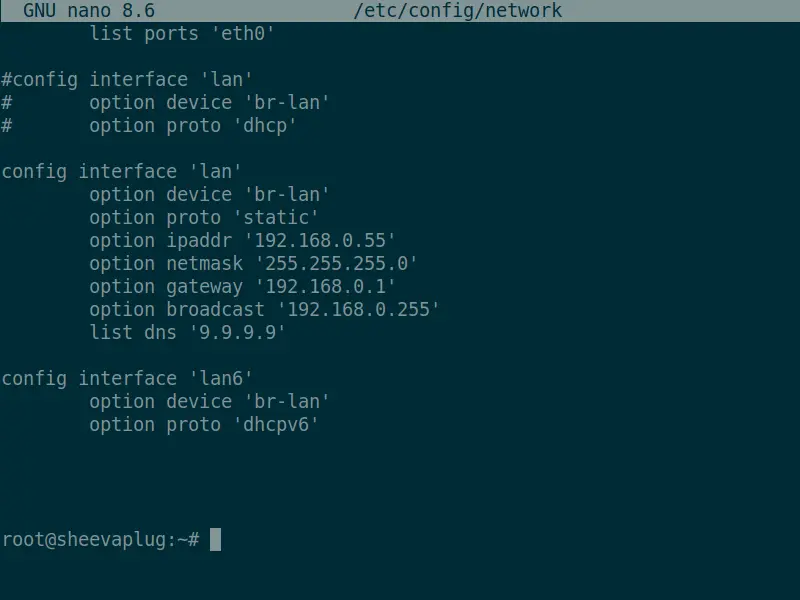 GNU nano 8.6 /etc/config/network
list ports 'eth0'
#config interface 'lan'
# option device 'br-lan'
# option proto 'dhcp'
config interface 'lan'
option device 'br-lan'
option proto 'static'
option ipaddr '192.168.0.55'
option netmask '255.255.255.0'
option gateway '192.168.0.1'
option broadcast '192.168.0.255'
list dns '9.9.9.9'
config interface 'lan6'
option device 'br-lan'
option proto 'dhcpv6'
root@sheevaplug:~#